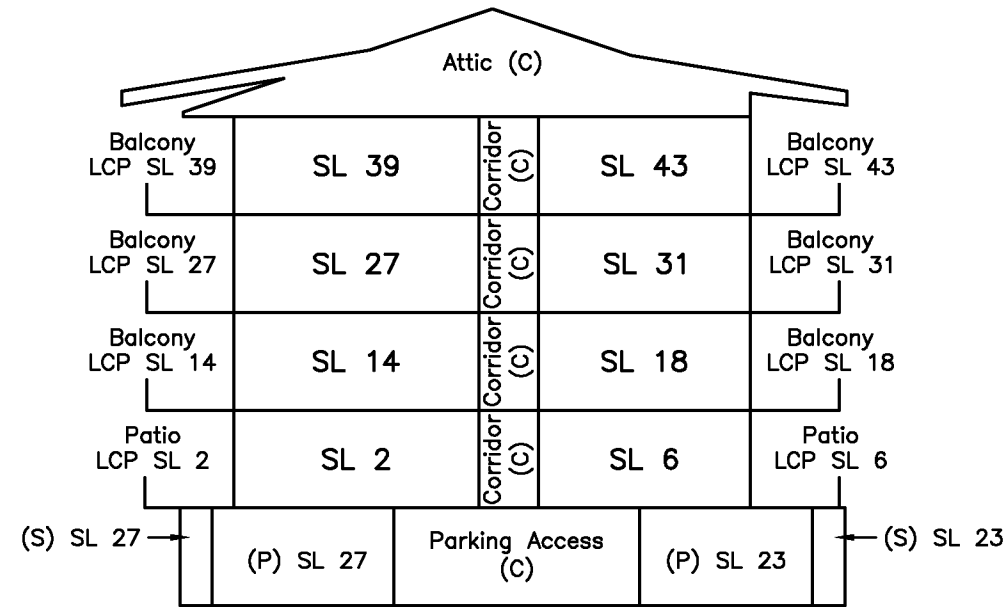 Attic (C)
Balcony
LCP SL 39
SL 39
Corridor
(C)
SL 43
Balcony
LCP SL 43
Balcony
LCP SL 27
SL 27
Corridor
(C)
SL 31
Balcony
LCP SL 31
Balcony
LCP SL 14
SL 14
Corridor
(C)
SL 18
Balcony
LCP SL 18
Patio
LCP SL 2
SL 2
Corridor
(C)
SL 6
Patio
LCP SL 6
(S) SL 27
(P) SL 27
Parking Access
(C)
(P) SL 23
(S) SL 23